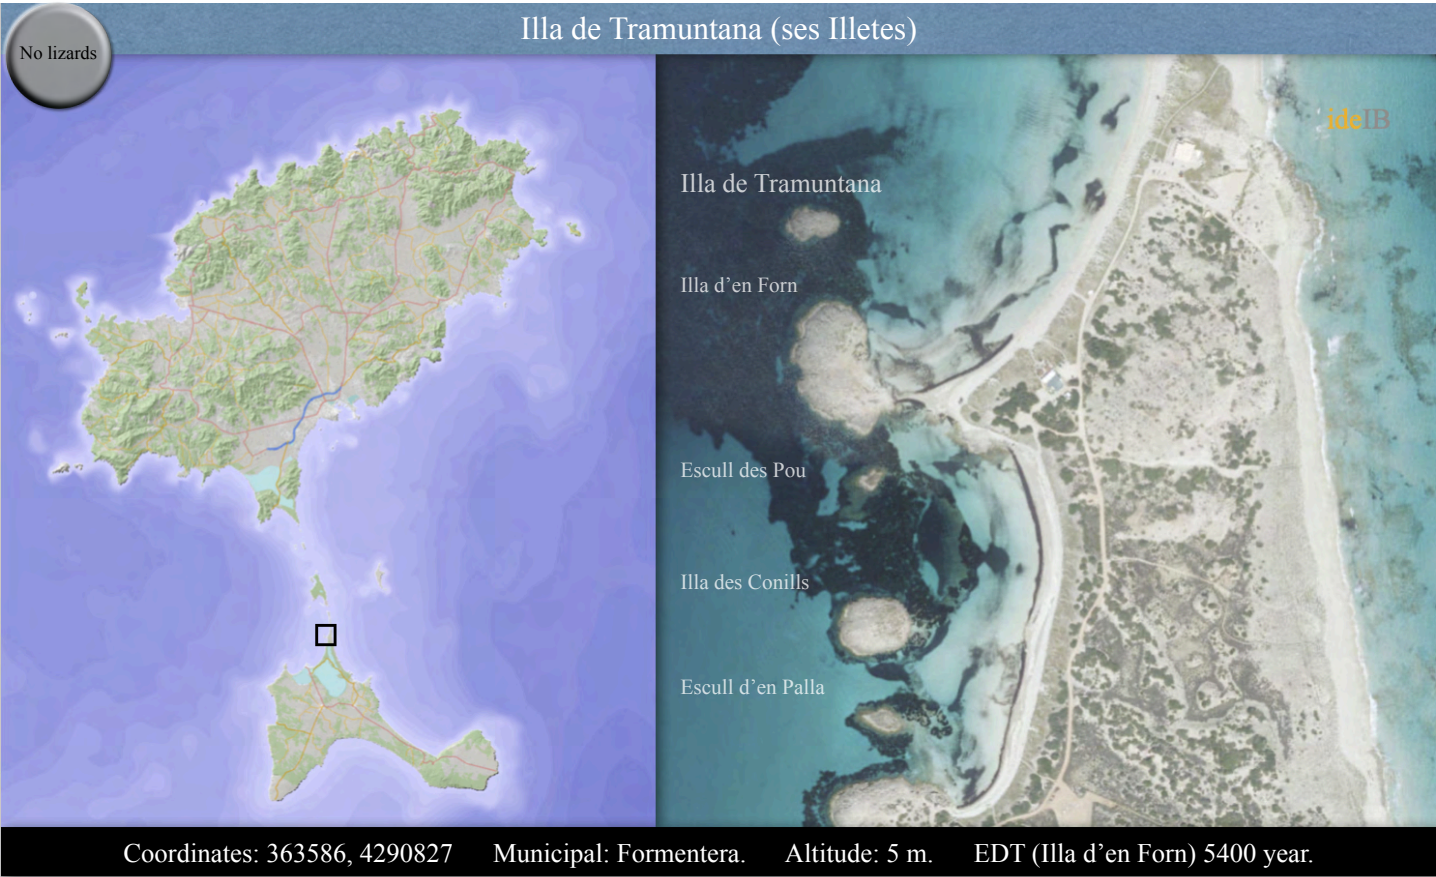 Illa de Tramuntana (ses Illetes)
No lizards
ideIB
Illa de Tramuntana
Illa d'en Forn
Escull des Pou
Illa des Conills
Escull d'en Palla
Coordinates: 363586, 4290827 Municipal: Formentera. Altitude: 5 m. EDT (Illa d'en Forn) 5400 year.